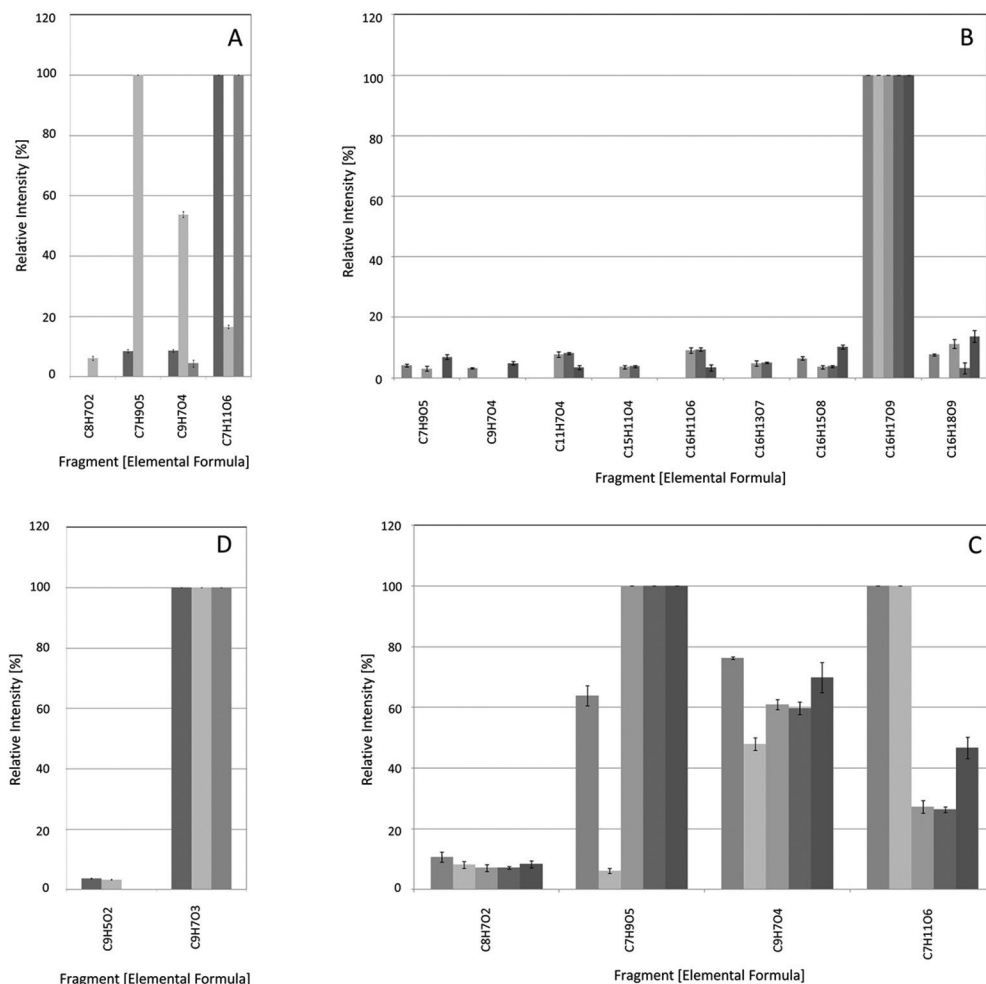 A
Relative Intensity [%]
120
100
80
60
40
20
0
C8H7O2
C7H9O5
C9H7O4
C7H11O6
Fragment [Elemental Formula]
B
Relative Intensity [%]
120
100
80
60
40
20
0
C7H9O5
C9H7O4
C11H7O4
C15H11O4
C16H11O6
C16H13O7
C16H15O8
C16H17O9
C16H18O9
Fragment [Elemental Formula]
D
Relative Intensity [%]
120
100
80
60
40
20
0
C9H5O2
C9H7O3
Fragment [Elemental Formula]
C
Relative Intensity [%]
120
100
80
60
40
20
0
C8H7O2
C7H9O5
C9H7O4
C7H11O6
Fragment [Elemental Formula]